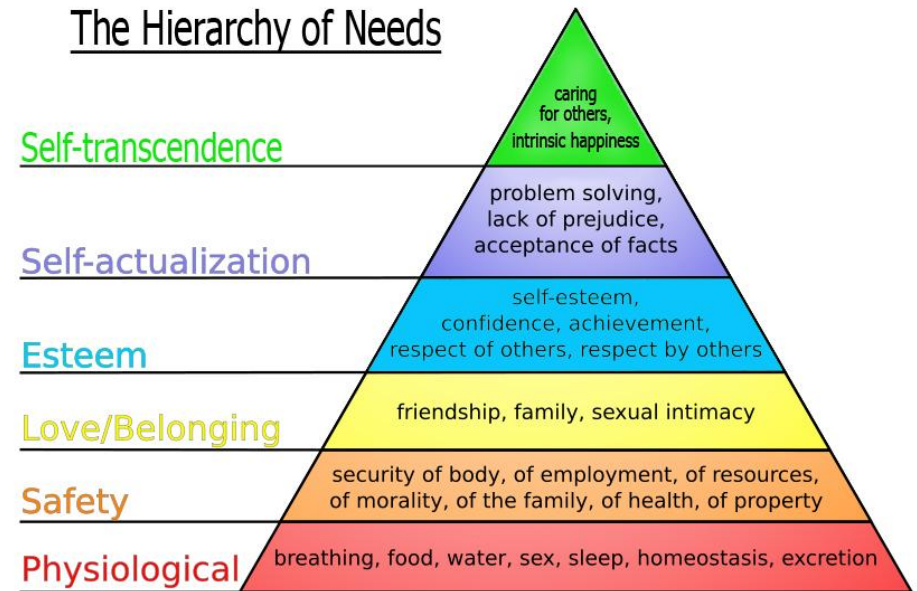 The Hierarchy of Needs
caring
for others,
intrinsic happiness
Self-transcendence
problem solving,
lack of prejudice,
acceptance of facts
Self-actualization
self-esteem,
confidence, achievement,
respect of others, respect by others
Esteem
friendship, family, sexual intimacy
Love/Belonging
security of body, of employment, of resources,
of morality, of the family, of health, of property
Safety
breathing, food, water, sex, sleep, homeostasis, excretion
Physiological